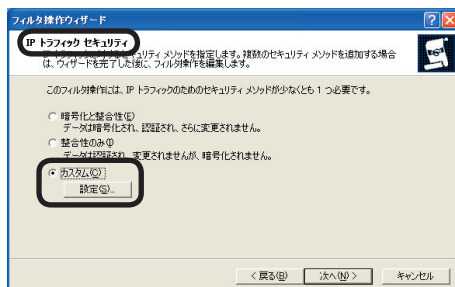 フィルタ操作ウィザード
IP トラフィック セキュリティ
キュリティ メソッドを指定します。複数のセキュリティ メソッドを追加する場合
は、ウィザードを完了した後に、フィルタ操作を編集します。
このフィルタ操作には、IP トラフィックのためのセキュリティ メソッドが少なくとも 1 つ必要です。
暗号化と整合性(E)
データは暗号化され、認証され、さらに変更されません。
整合性のみ(I)
データは認証され、変更されませんが、暗号化されません。
カスタム(C)
設定(S)...
< 戻る(B)
次へ(N) >
キャンセル